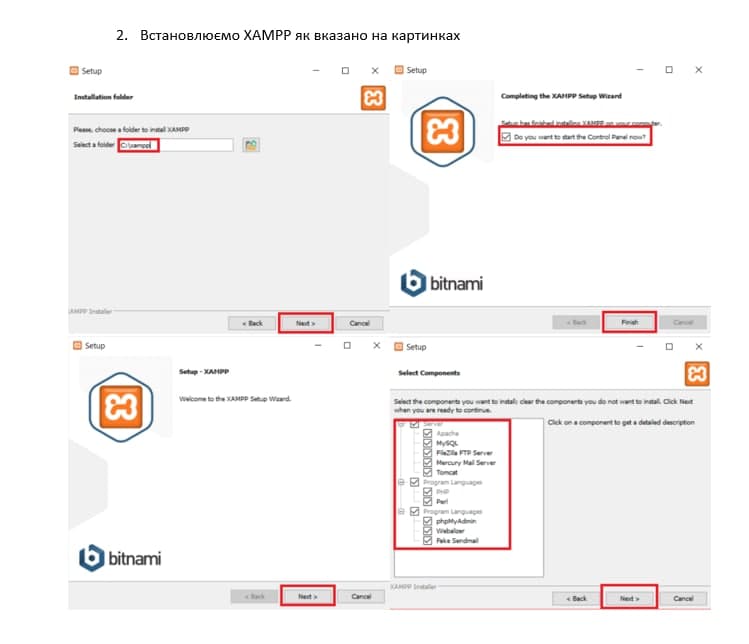 2. Встановлюємо XAMPP як вказано на картинках
Setup
Installation folder
Please, choose a folder to install XAMPP
Select a folder C:\xampp
XAMPP Installer
< Back Next > Cancel
Setup
Completing the XAMPP Setup Wizard
Setup has finished installing XAMPP on your computer.
Do you want to start the Control Panel now?
bitnami
< Back Finish Cancel
Setup
Setup - XAMPP
Welcome to the XAMPP Setup Wizard.
bitnami
< Back Next > Cancel
Setup
Select Components
Select the components you want to install; clear the components you do not want to install. Click Next
when you are ready to continue.
Server
Apache
MySQL
FileZilla FTP Server
Mercury Mail Server
Tomcat
Program Languages
PHP
Perl
Program Languages
phpMyAdmin
Webalizer
Fake Sendmail
Click on a component to get a detailed description
XAMPP Installer
< Back Next > Cancel